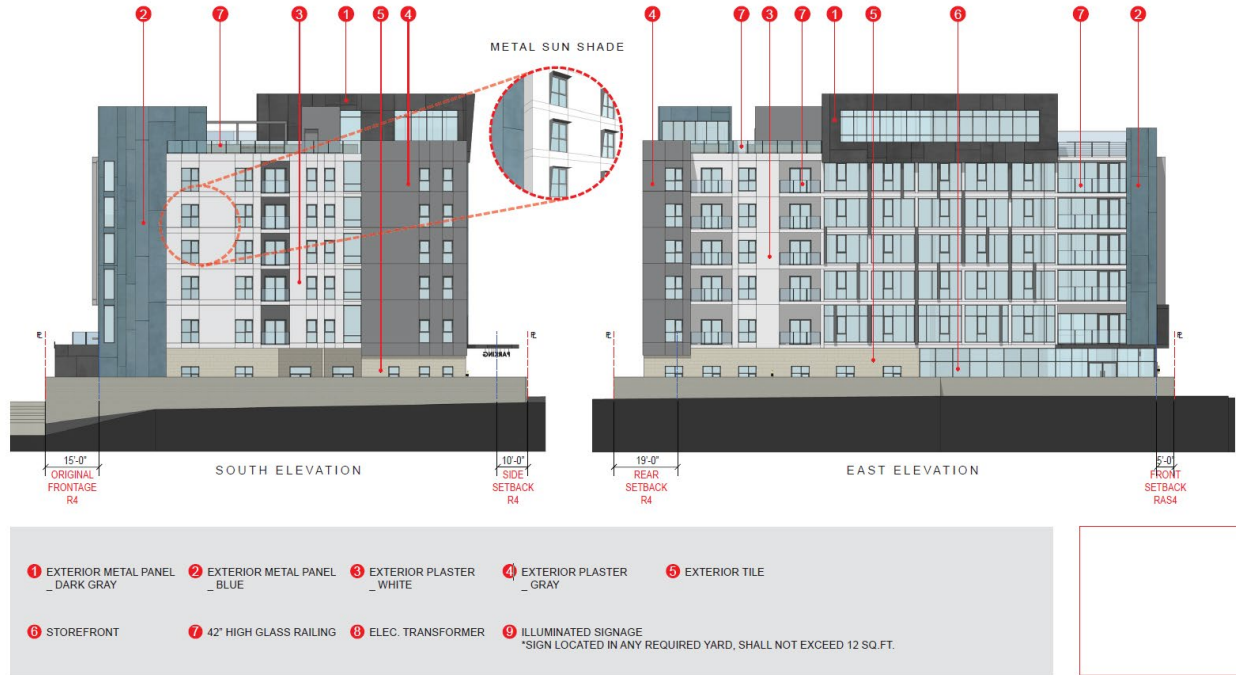 2 7 3 1 5 4
4 7 3 7 1 5 6 7 2
METAL SUN SHADE
PARKING
15'-0"
ORIGINAL
FRONTAGE
R4
SOUTH ELEVATION
10'-0"
SIDE
SETBACK
R4
19'-0"
REAR
SETBACK
R4
EAST ELEVATION
5'-0"
FRONT
SETBACK
RAS4
1 EXTERIOR METAL PANEL
_ DARK GRAY
2 EXTERIOR METAL PANEL
_ BLUE
3 EXTERIOR PLASTER
_ WHITE
4 EXTERIOR PLASTER
_ GRAY
5 EXTERIOR TILE
6 STOREFRONT
7 42" HIGH GLASS RAILING
8 ELEC. TRANSFORMER
9 ILLUMINATED SIGNAGE
*SIGN LOCATED IN ANY REQUIRED YARD, SHALL NOT EXCEED 12 SQ.FT.